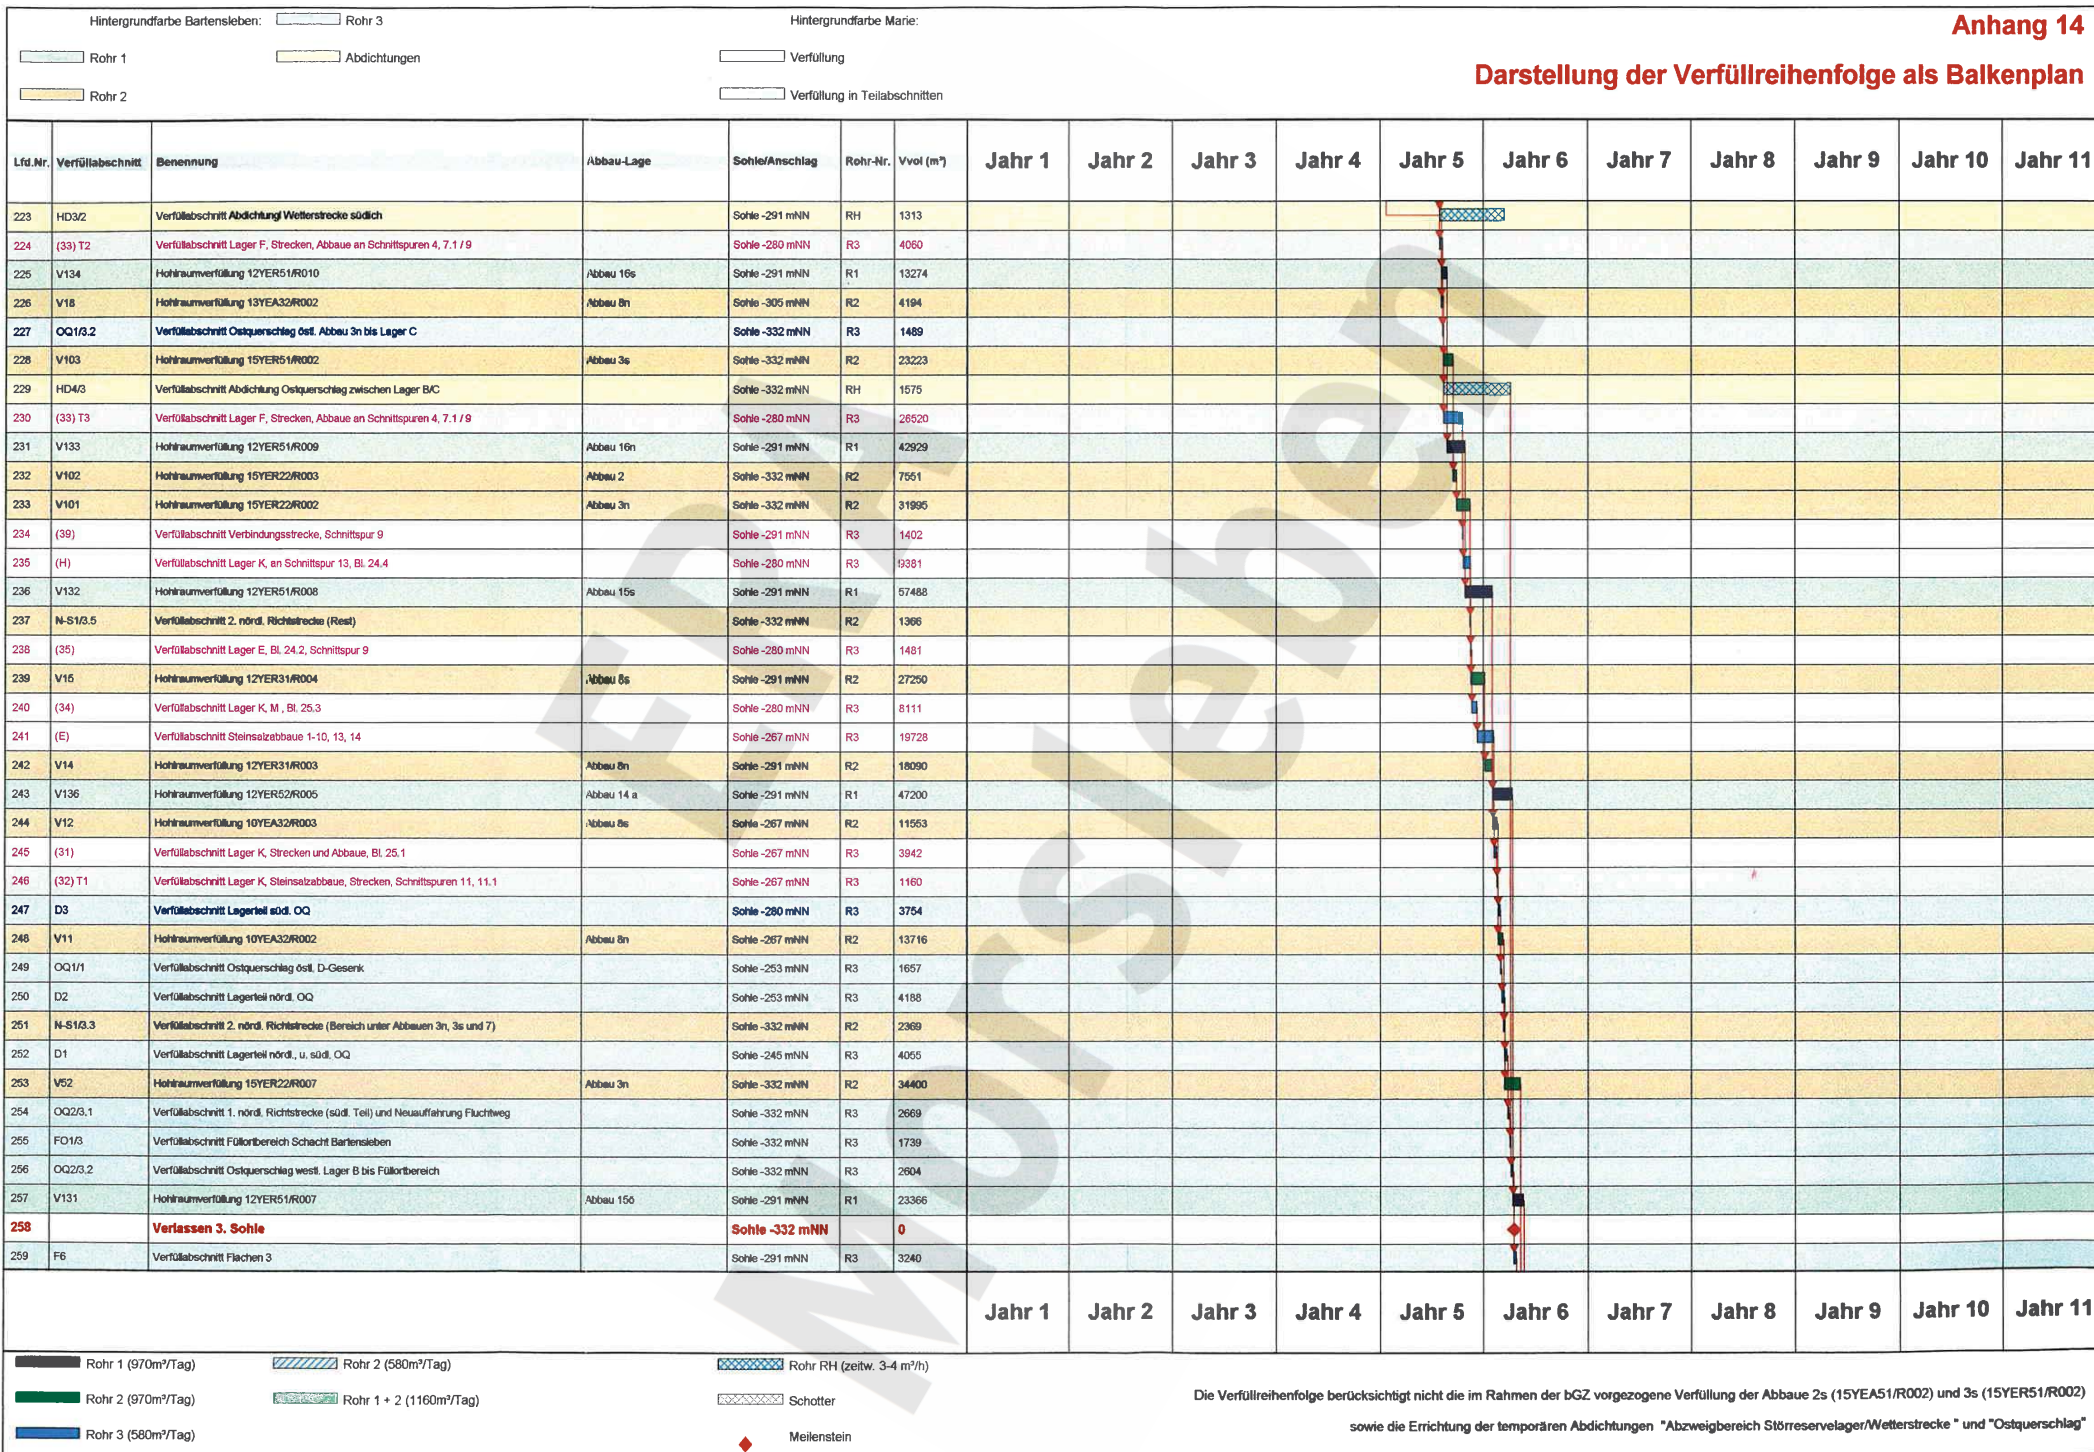 Hintergrundfarbe Bartensleben: Rohr 3 Hintergrundfarbe Marie:
Anhang 14
Rohr 1 Abdichtungen Verfüllung
Darstellung der Verfüllreihenfolge als Balkenplan
Rohr 2 Verfüllung in Teilabschnitten
Lfd.Nr. Verfüllabschnitt Benennung Abbau-Lage Sohle/Anschlag Rohr-Nr. Vvol (m³) Jahr 1 Jahr 2 Jahr 3 Jahr 4 Jahr 5 Jahr 6 Jahr 7 Jahr 8 Jahr 9 Jahr 10 Jahr 11
223 HD3/2 Verfüllabschnitt Abdichtung Wetterstrecke südlich Sohle -291 mNN RH 1313
224 (33) T2 Verfüllabschnitt Lager F, Strecken, Abbaue an Schnittspuren 4, 7.1 / 9 Sohle -280 mNN R3 4060
225 V134 Hohlraumverfüllung 12YER51/R010 Abbau 16s Sohle -291 mNN R1 13274
226 V18 Hohlraumverfüllung 13YEA32/R002 Abbau 8n Sohle -305 mNN R2 4194
227 OQ1/3.2 Verfüllabschnitt Ostquerschlag östl. Abbau 3n bis Lager C Sohle -332 mNN R3 1489
228 V103 Hohlraumverfüllung 15YER51/R002 Abbau 3s Sohle -332 mNN R2 23223
229 HD4/3 Verfüllabschnitt Abdichtung Ostquerschlag zwischen Lager B/C Sohle -332 mNN RH 1575
230 (33) T3 Verfüllabschnitt Lager F, Strecken, Abbaue an Schnittspuren 4, 7.1 / 9 Sohle -280 mNN R3 26520
231 V133 Hohlraumverfüllung 12YER51/R009 Abbau 16n Sohle -291 mNN R1 42929
232 V102 Hohlraumverfüllung 15YER22/R003 Abbau 2 Sohle -332 mNN R2 7551
233 V101 Hohlraumverfüllung 15YER22/R002 Abbau 3n Sohle -332 mNN R2 31995
234 (39) Verfüllabschnitt Verbindungsstrecke, Schnittspur 9 Sohle -291 mNN R3 1402
235 (H) Verfüllabschnitt Lager K, an Schnittspur 13, Bl. 24.4 Sohle -280 mNN R3 9381
236 V132 Hohlraumverfüllung 12YER51/R008 Abbau 15s Sohle -291 mNN R1 57488
237 N-S1/3.5 Verfüllabschnitt 2. nördl. Richtstrecke (Rest) Sohle -332 mNN R2 1366
238 (35) Verfüllabschnitt Lager E, Bl. 24.2, Schnittspur 9 Sohle -280 mNN R3 1481
239 V15 Hohlraumverfüllung 12YER31/R004 Abbau 8s Sohle -291 mNN R2 27250
240 (34) Verfüllabschnitt Lager K, M , Bl. 25.3 Sohle -280 mNN R3 8111
241 (E) Verfüllabschnitt Steinsalzabbaue 1-10, 13, 14 Sohle -267 mNN R3 19728
242 V14 Hohlraumverfüllung 12YER31/R003 Abbau 8n Sohle -291 mNN R2 18090
243 V136 Hohlraumverfüllung 12YER52/R005 Abbau 14 a Sohle -291 mNN R1 47200
244 V12 Hohlraumverfüllung 10YEA32/R003 Abbau 8s Sohle -267 mNN R2 11553
245 (31) Verfüllabschnitt Lager K, Strecken und Abbaue, Bl. 25.1 Sohle -267 mNN R3 3942
246 (32) T1 Verfüllabschnitt Lager K, Steinsalzabbaue, Strecken, Schnittspuren 11, 11.1 Sohle -267 mNN R3 1160
247 D3 Verfüllabschnitt Lagerteil südl. OQ Sohle -280 mNN R3 3754
248 V11 Hohlraumverfüllung 10YEA32/R002 Abbau 8n Sohle -267 mNN R2 13716
249 OQ1/1 Verfüllabschnitt Ostquerschlag östl. D-Gesenk Sohle -253 mNN R3 1657
250 D2 Verfüllabschnitt Lagerteil nördl. OQ Sohle -253 mNN R3 4188
251 N-S1/3.3 Verfüllabschnitt 2. nördl. Richtstrecke (Bereich unter Abbauen 3n, 3s und 7) Sohle -332 mNN R2 2369
252 D1 Verfüllabschnitt Lagerteil nördl., u. südl. OQ Sohle -245 mNN R3 4055
253 V52 Hohlraumverfüllung 15YER22/R007 Abbau 3n Sohle -332 mNN R2 34400
254 OQ2/3.1 Verfüllabschnitt 1. nördl. Richtstrecke (südl. Teil) und Neuauffahrung Fluchtweg Sohle -332 mNN R3 2669
255 FO1/3 Verfüllabschnitt Füllortbereich Schacht Bartensleben Sohle -332 mNN R3 1739
256 OQ2/3.2 Verfüllabschnitt Ostquerschlag westl. Lager B bis Füllortbereich Sohle -332 mNN R3 2604
257 V131 Hohlraumverfüllung 12YER51/R007 Abbau 15ö Sohle -291 mNN R1 23366
258 Verlassen 3. Sohle Sohle -332 mNN 0
259 F6 Verfüllabschnitt Flachen 3 Sohle -291 mNN R3 3240
ERA
Morsleben
Jahr 1 Jahr 2 Jahr 3 Jahr 4 Jahr 5 Jahr 6 Jahr 7 Jahr 8 Jahr 9 Jahr 10 Jahr 11
Rohr 1 (970m³/Tag) Rohr 2 (580m³/Tag) Rohr RH (zeitw. 3-4 m³/h)
Rohr 2 (970m³/Tag) Rohr 1 + 2 (1160m³/Tag) Schotter
Rohr 3 (580m³/Tag) Meilenstein
Die Verfüllreihenfolge berücksichtigt nicht die im Rahmen der bGZ vorgezogene Verfüllung der Abbaue 2s (15YEA51/R002) und 3s (15YER51/R002)
sowie die Errichtung der temporären Abdichtungen "Abzweigbereich Störreservelager/Wetterstrecke " und "Ostquerschlag"